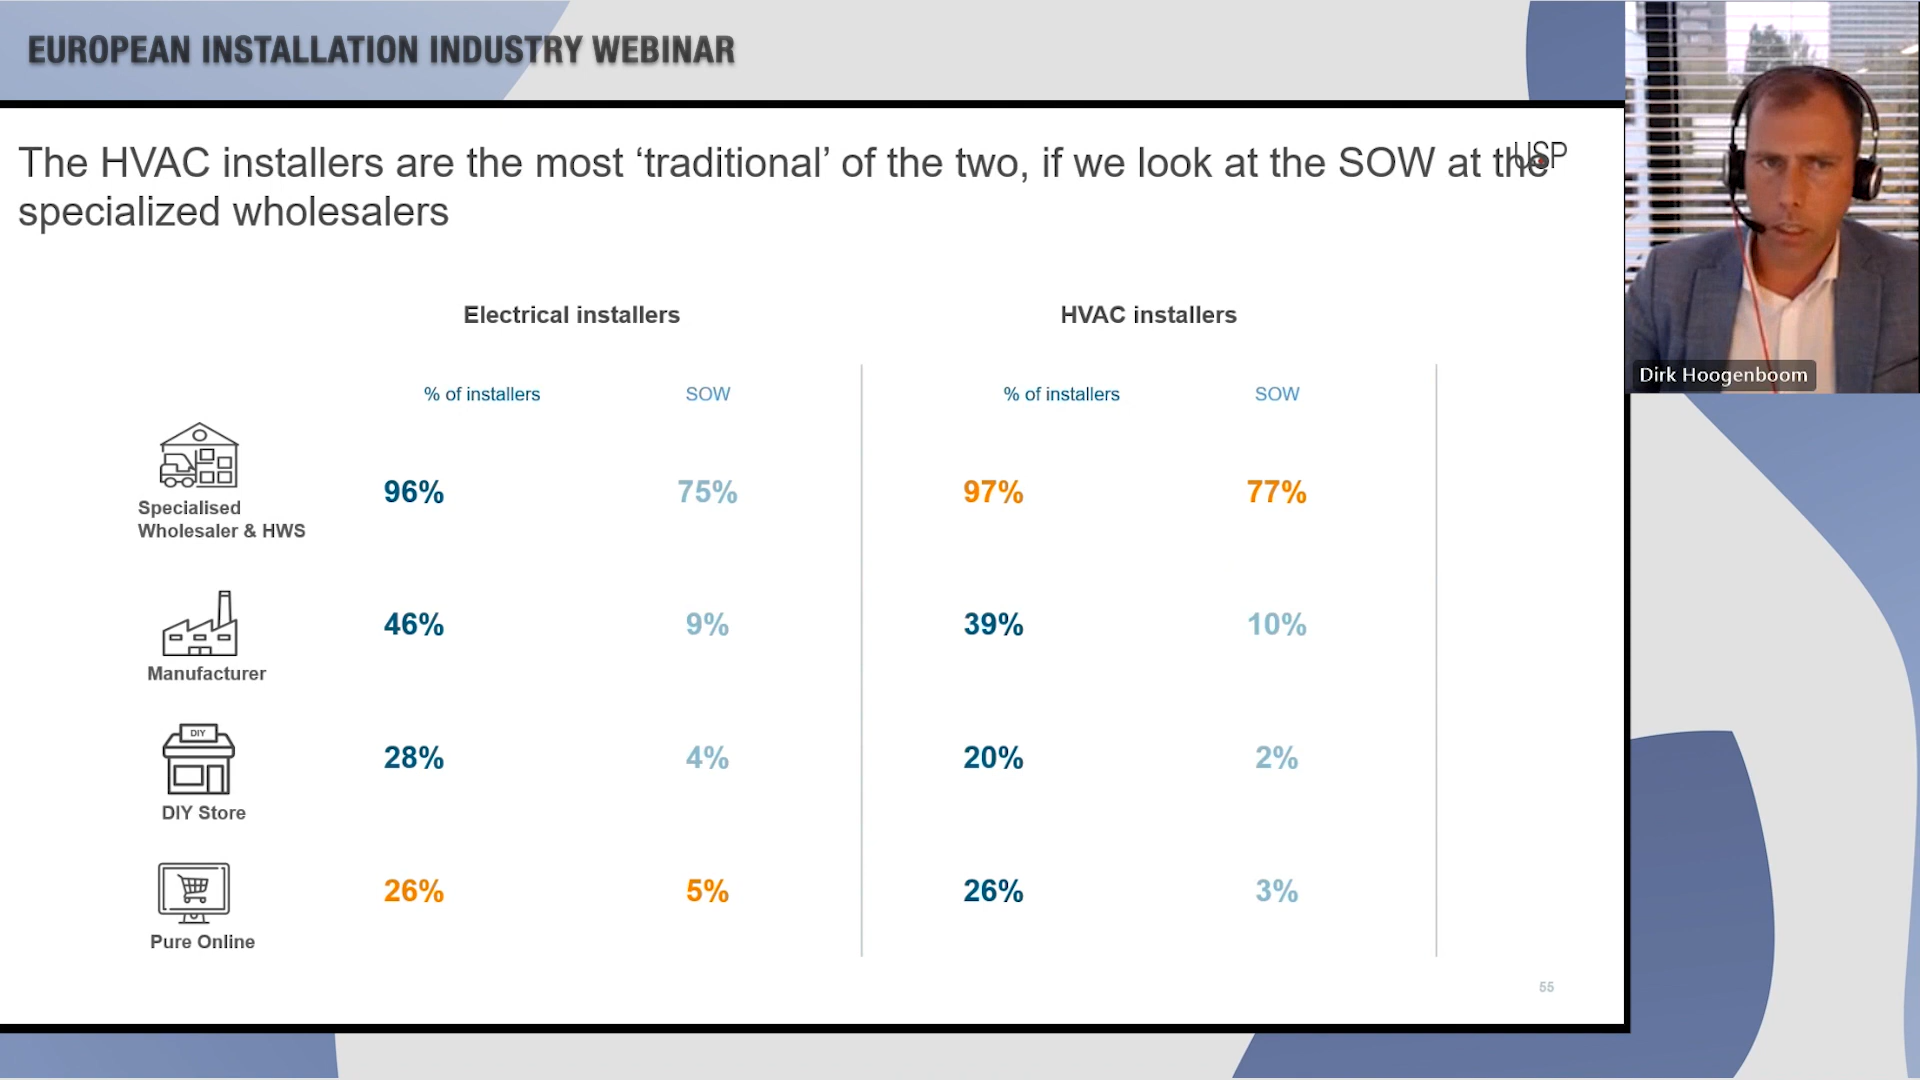 EUROPEAN INSTALLATION INDUSTRY WEBINAR
The HVAC installers are the most ‘traditional’ of the two, if we look at the SOW at the
specialized wholesalers
USP
Dirk Hoogenboom
Electrical installers
HVAC installers
% of installers SOW % of installers SOW
Specialised
Wholesaler & HWS
96% 75% 97% 77%
Manufacturer
46% 9% 39% 10%
DIY
DIY Store
28% 4% 20% 2%
Pure Online
26% 5% 26% 3%
55